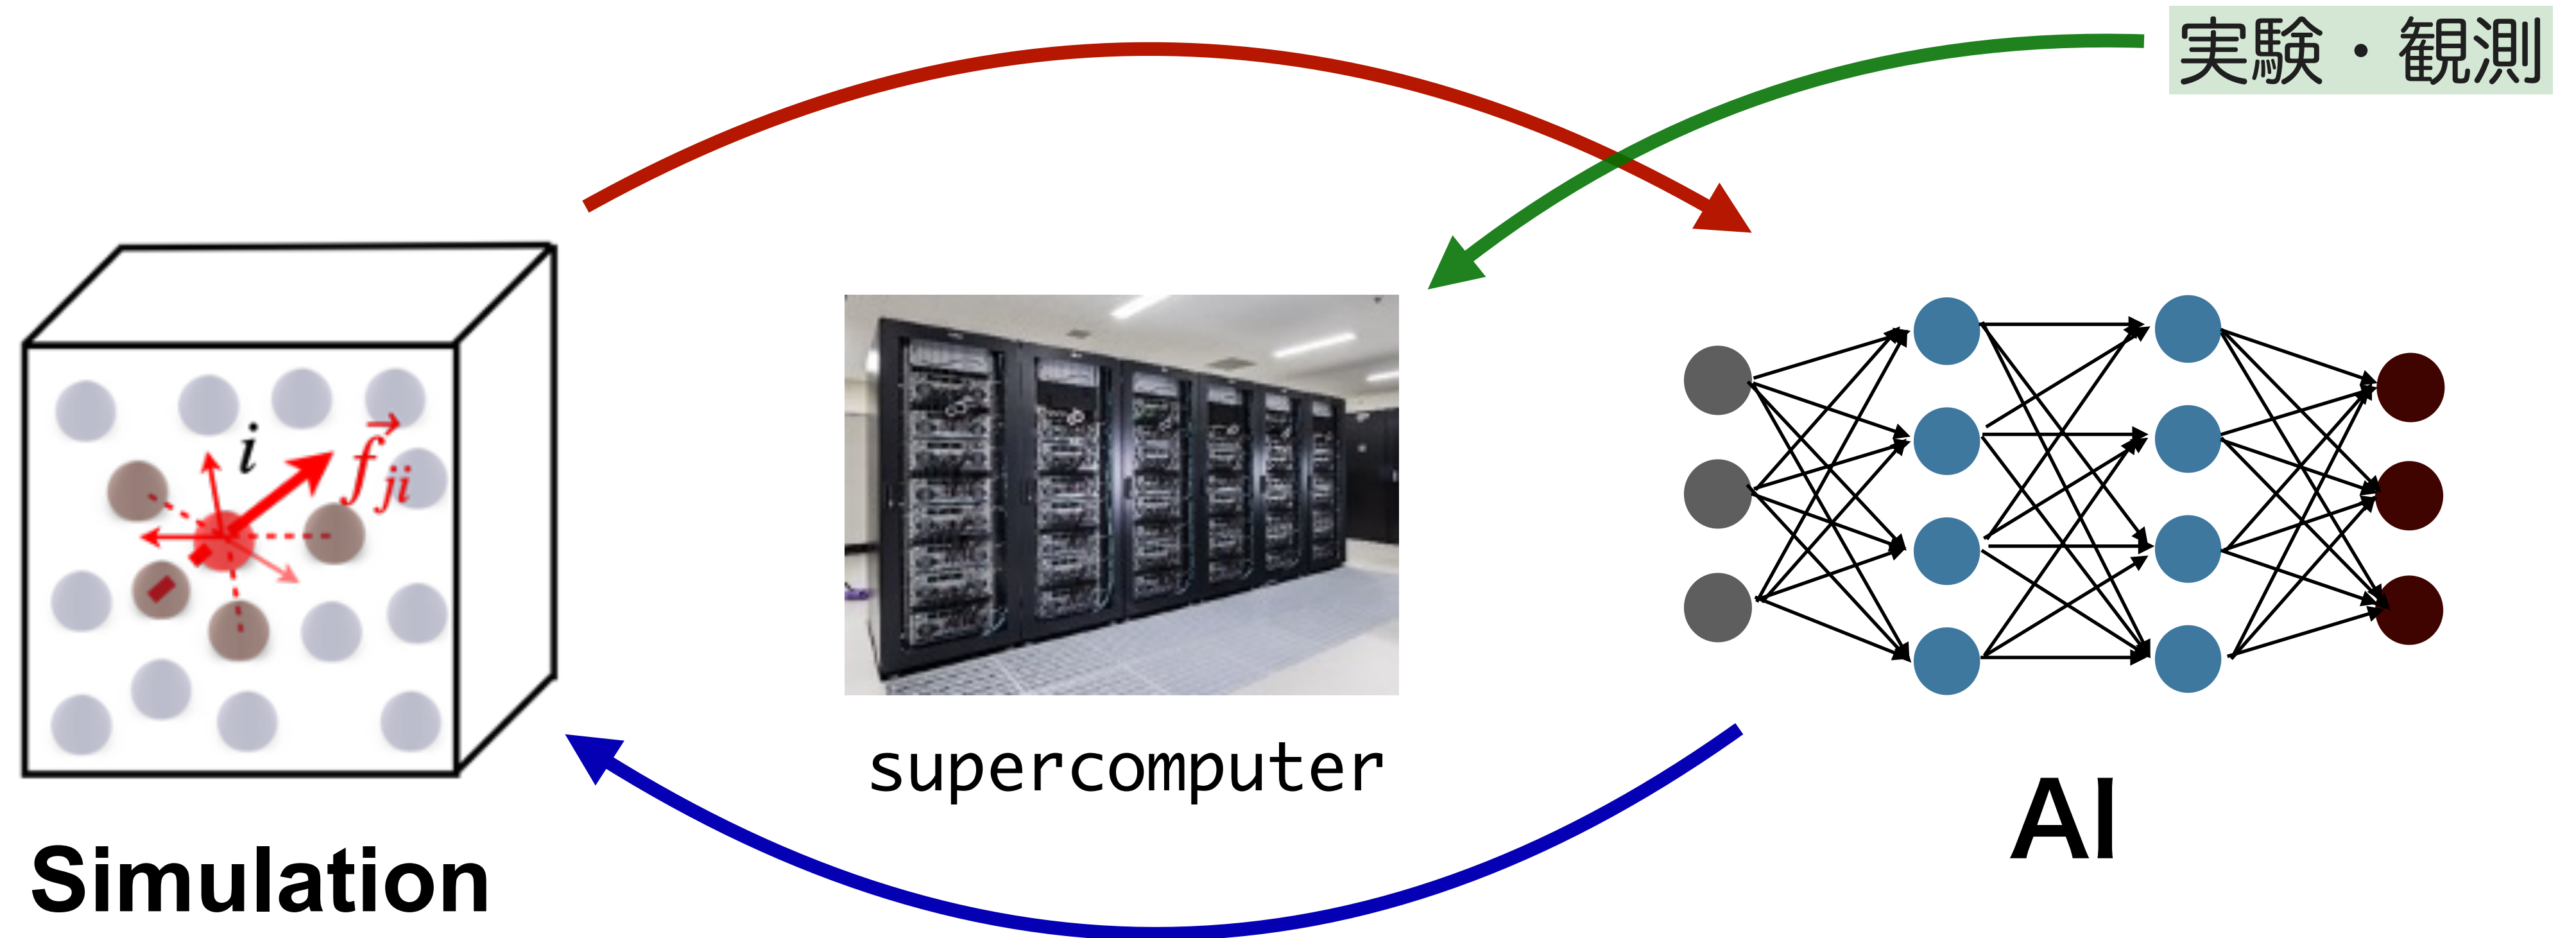 実験・観測
i
f⃗ji
supercomputer
AI
Simulation